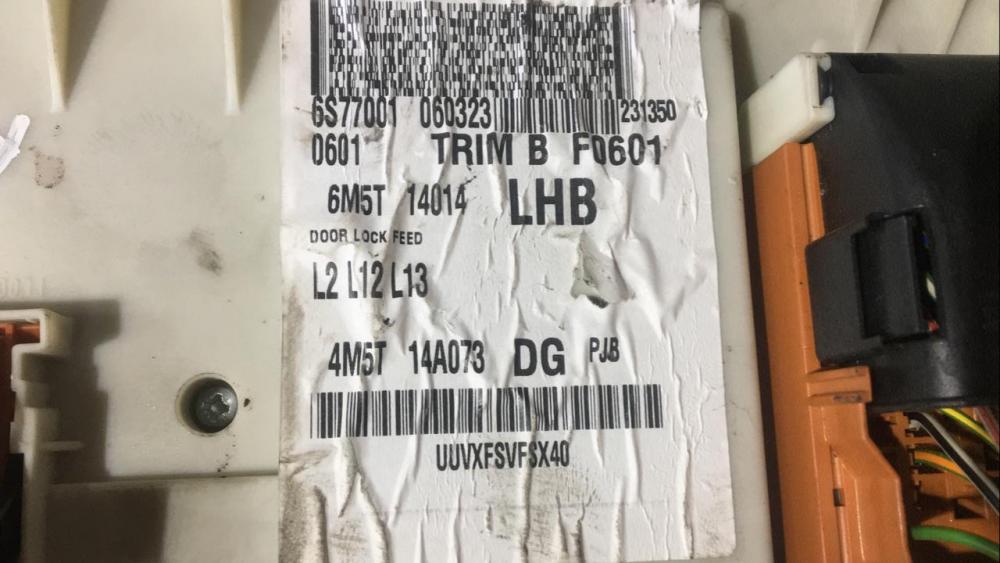 6S77001 060323 231350
0601 TRIM B F0601
6M5T 14014 LHB
DOOR LOCK FEED
L2 L12 L13
4M5T 14A073 DG PJB
UUVXFSVFSX40